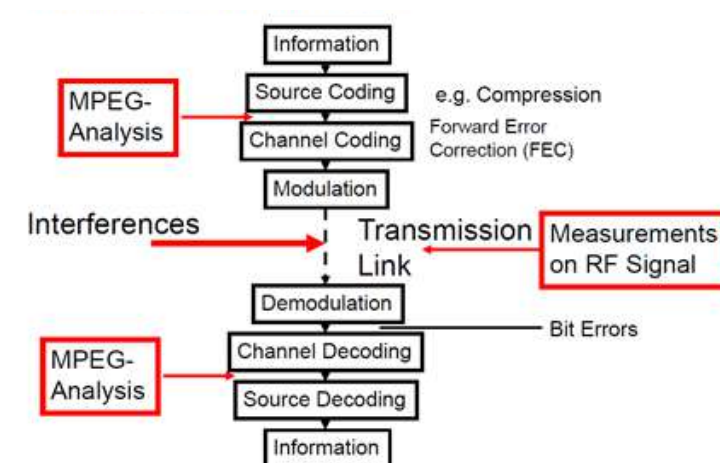 Information
Source Coding
e.g. Compression
MPEG-
Analysis
Channel Coding
Forward Error
Correction (FEC)
Modulation
Interferences
Transmission
Link
Measurements
on RF Signal
Demodulation
Bit Errors
Channel Decoding
MPEG-
Analysis
Source Decoding
Information